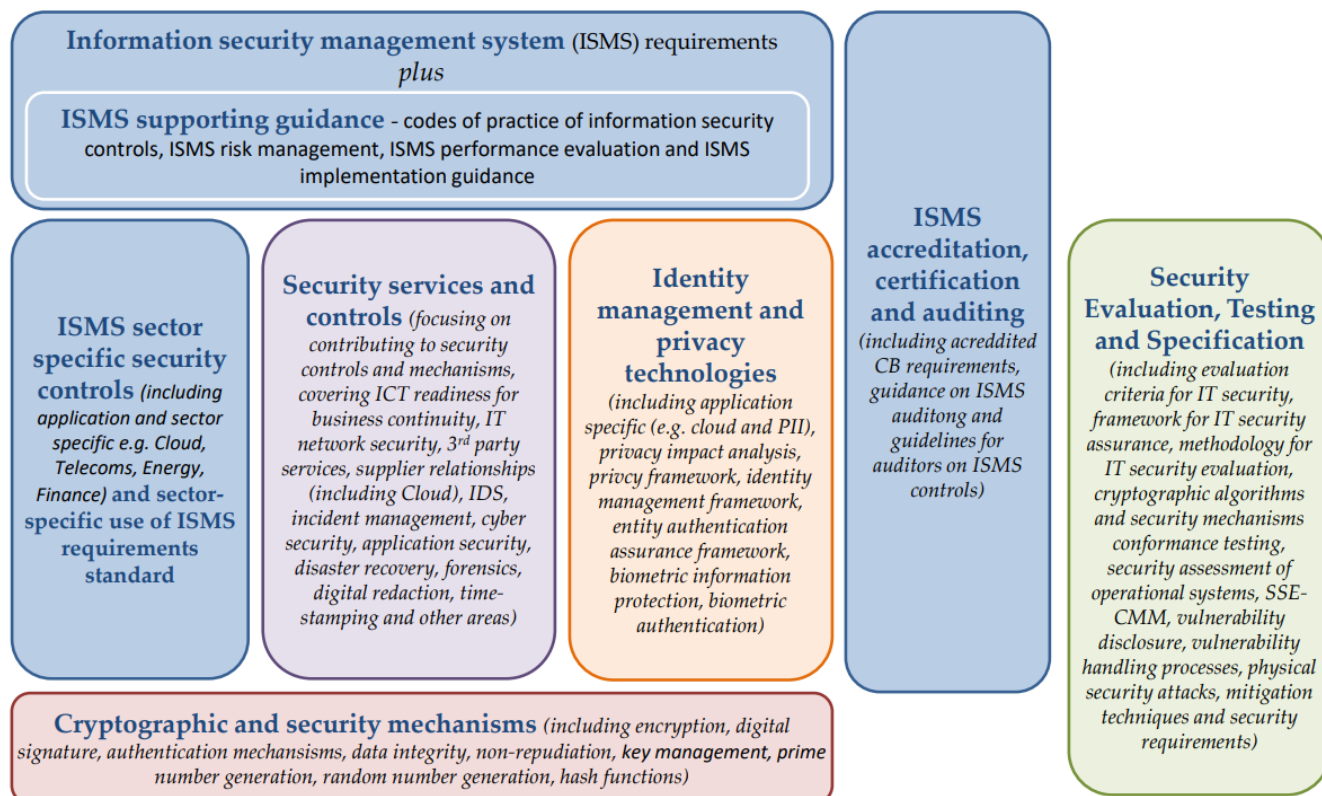 Information security management system (ISMS) requirements
plus
ISMS supporting guidance - codes of practice of information security
controls, ISMS risk management, ISMS performance evaluation and ISMS
implementation guidance
ISMS sector
specific security
controls (including
application and sector
specific e.g. Cloud,
Telecoms, Energy,
Finance) and sector-
specific use of ISMS
requirements
standard
Security services and
controls (focusing on
contributing to security
controls and mechanisms,
covering ICT readiness for
business continuity, IT
network security, 3rd party
services, supplier relationships
(including Cloud), IDS,
incident management, cyber
security, application security,
disaster recovery, forensics,
digital redaction, time-
stamping and other areas)
Identity
management and
privacy
technologies
(including application
specific (e.g. cloud and PII),
privacy impact analysis,
privcy framework, identity
management framework,
entity authentication
assurance framework,
biometric information
protection, biometric
authentication)
ISMS
accreditation,
certification
and auditing
(including acreddited
CB requirements,
guidance on ISMS
auditong and
guidelines for
auditors on ISMS
controls)
Security
Evaluation, Testing
and Specification
(including evaluation
criteria for IT security,
framework for IT security
assurance, methodology for
IT security evaluation,
cryptographic algorithms
and security mechanisms
conformance testing,
security assessment of
operational systems, SSE-
CMM, vulnerability
disclosure, vulnerability
handling processes, physical
security attacks, mitigation
techniques and security
requirements)
Cryptographic and security mechanisms (including encryption, digital
signature, authentication mechansisms, data integrity, non-repudiation, key management, prime
number generation, random number generation, hash functions)